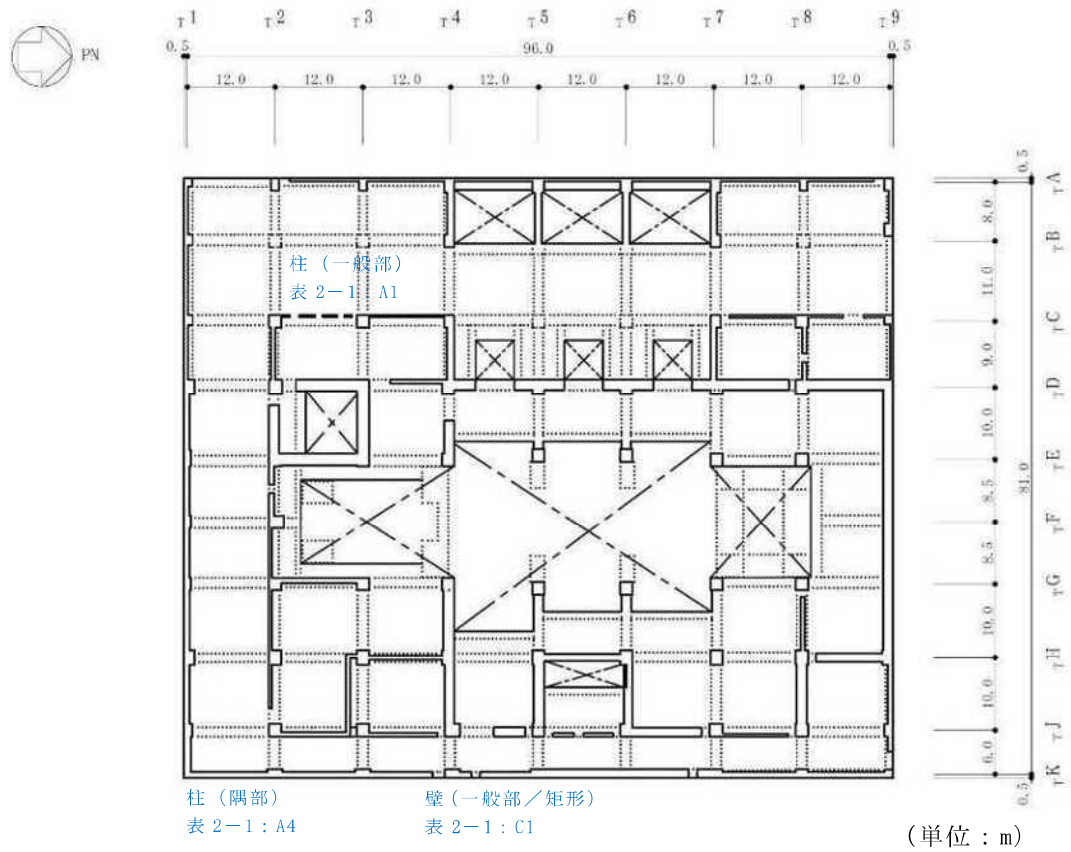 T1 T2 T3 T4 T5 T6 T7 T8 T9
PN
0.5 96.0 0.5
12.0 12.0 12.0 12.0 12.0 12.0 12.0 12.0
0.5
TA
8.0
TB
11.0
TC
9.0
TD
10.0
TE
8.5
81.0
TF
8.5
TG
10.0
TH
10.0
TJ
6.0
TK
0.5
柱（一般部）
表 2－1：A1
柱（隅部）
表 2－1：A4
壁（一般部／矩形）
表 2－1：C1
（単位：m）